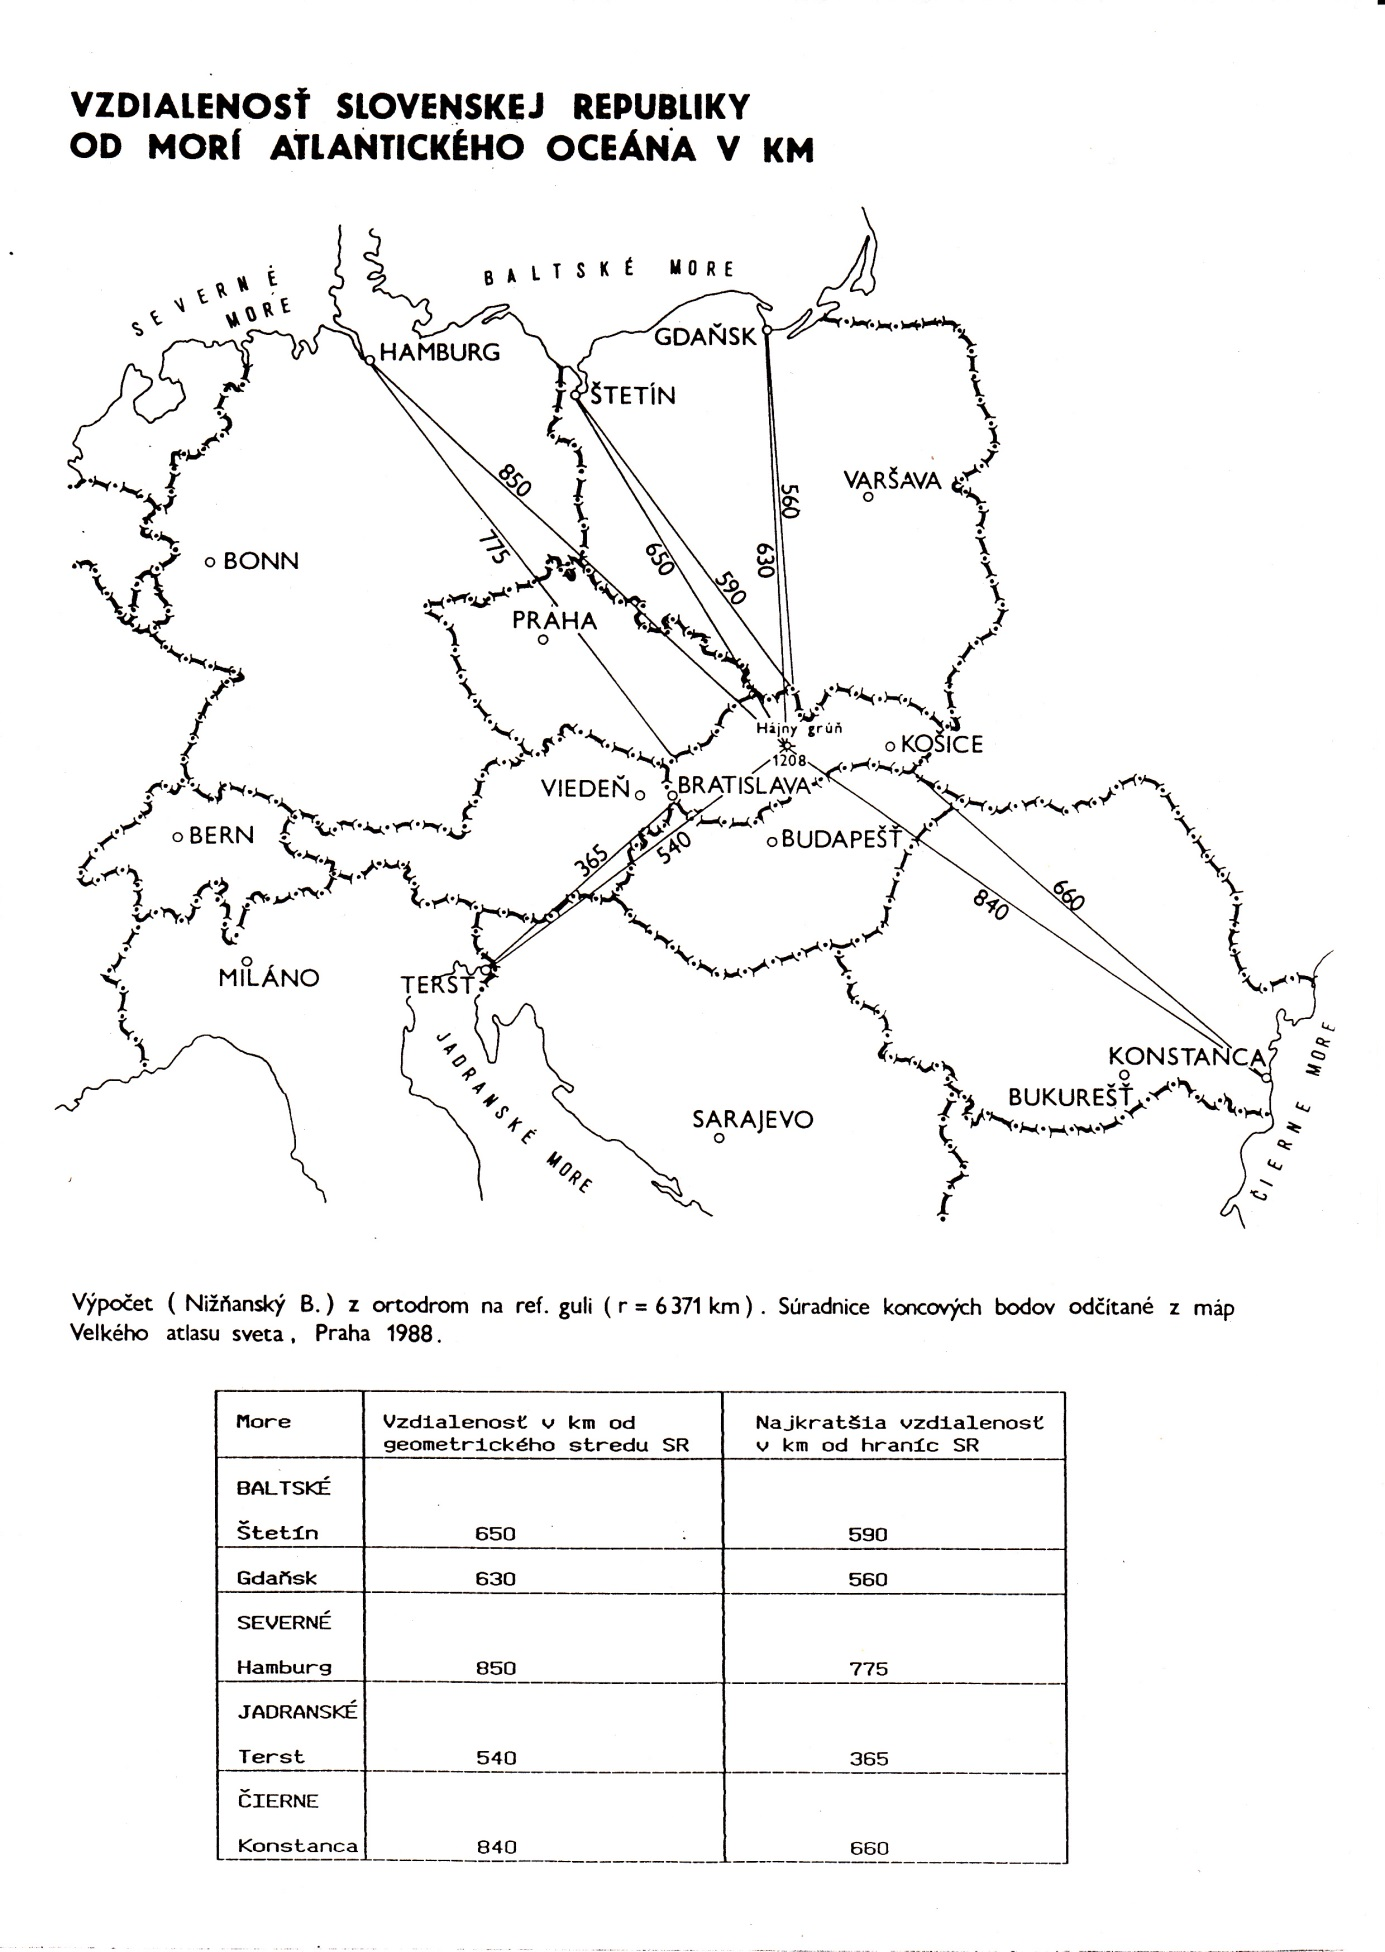 VZDIALENOSŤ SLOVENSKEJ REPUBLIKY
OD MORÍ ATLANTICKÉHO OCEÁNA V KM
SEVERNÉ
MORE
BALTSKÉ MORE
HAMBURG
GDAŇSK
ŠTETÍN
VARŠAVA
850
775
650
590
560
630
BONN
PRAHA
Hájny grúň
1208
KOŠICE
VIEDEŇ
BRATISLAVA
BERN
BUDAPEŠŤ
365
540
840
660
MILÁNO
TERST
JADRANSKÉ MORE
SARAJEVO
KONSTANCA
BUKUREŠŤ
ČIERNE MORE
Výpočet ( Nižňanský B. ) z ortodrom na ref. guli ( r = 6 371 km ) . Súradnice koncových bodov odčítané z máp
Velkého atlasu sveta , Praha 1988 .
More Vzdialenosť v km od geometrického stredu SR Najkratšia vzdialenosť v km od hraníc SR
BALTSKÉ
Štetín 650 590
Gdaňsk 630 560
SEVERNÉ
Hamburg 850 775
JADRANSKÉ
Terst 540 365
ČIERNE
Konstanca 840 660